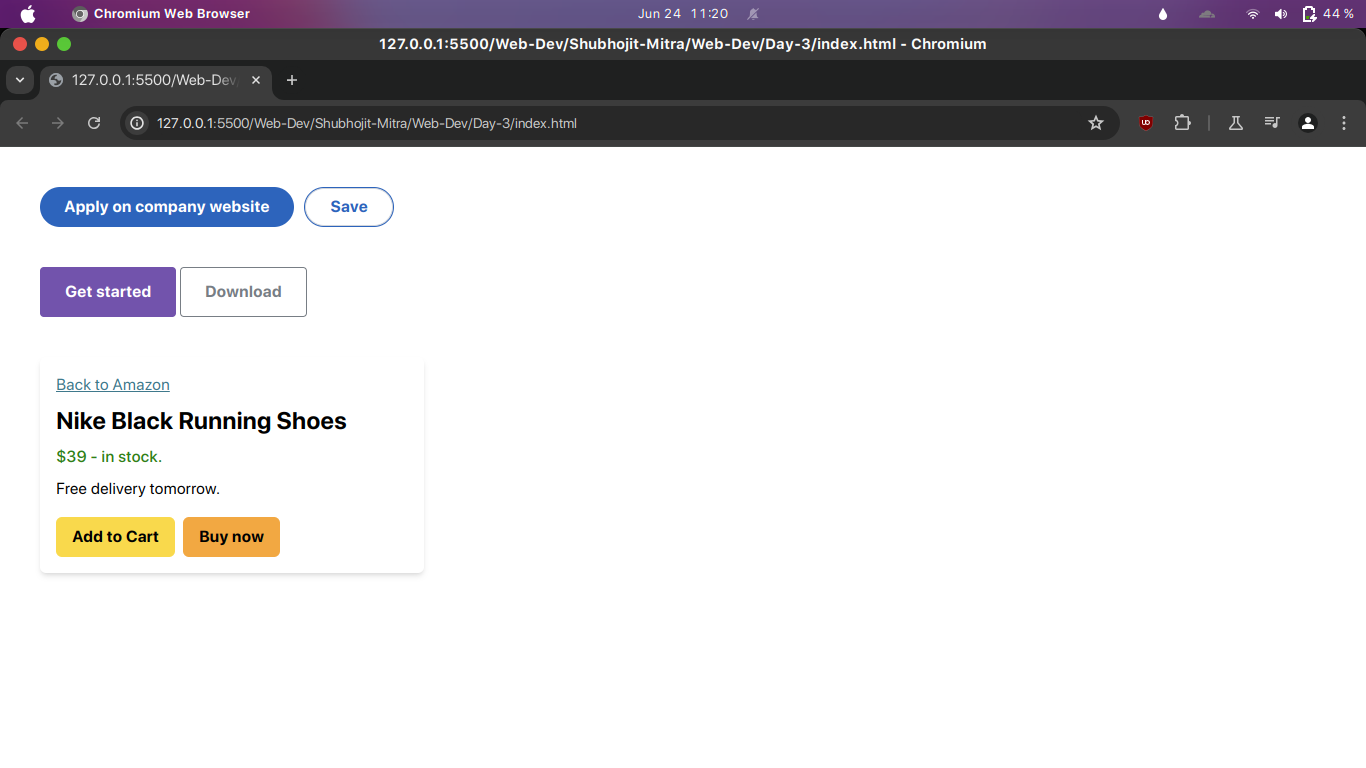 Chromium Web Browser Jun 24 11:20 44 %
127.0.0.1:5500/Web-Dev/Shubhojit-Mitra/Web-Dev/Day-3/index.html - Chromium
127.0.0.1:5500/Web-Dev/
127.0.0.1:5500/Web-Dev/Shubhojit-Mitra/Web-Dev/Day-3/index.html
Apply on company website Save
Get started Download
Back to Amazon
Nike Black Running Shoes
$39 - in stock.
Free delivery tomorrow.
Add to Cart Buy now